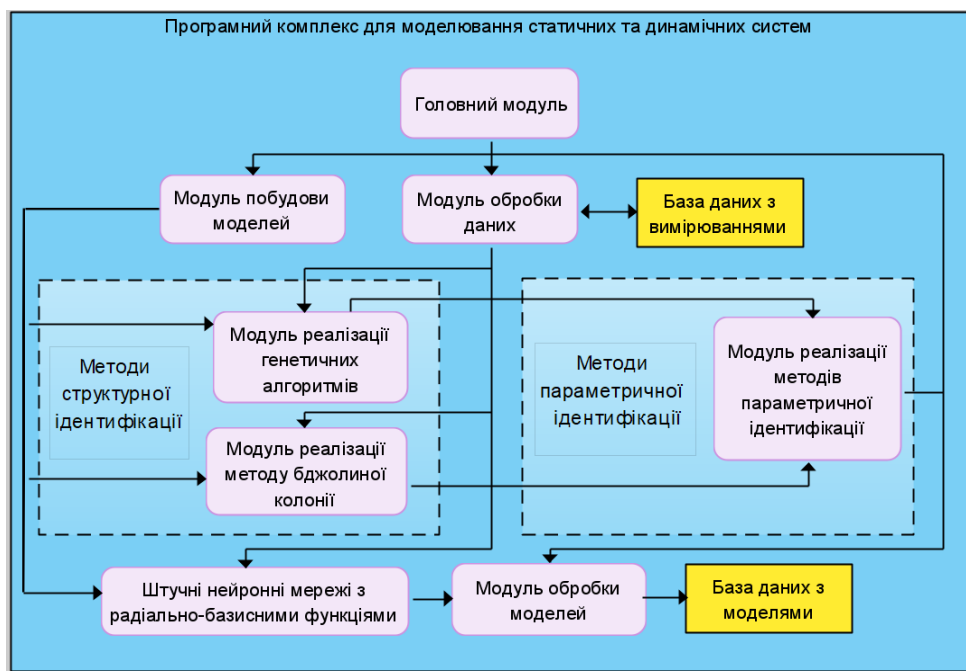 Програмний комплекс для моделювання статичних та динамічних систем
Головний модуль
Модуль побудови
моделей
Модуль обробки
даних
База даних з
вимірюваннями
Методи
структурної
ідентифікації
Модуль реалізації
генетичних
алгоритмів
Модуль реалізації
методу бджолиної
колонії
Методи
параметричної
ідентифікації
Модуль реалізації
методів
параметричної
ідентифікації
Штучні нейронні мережі з
радіально-базисними функціями
Модуль обробки
моделей
База даних з
моделями